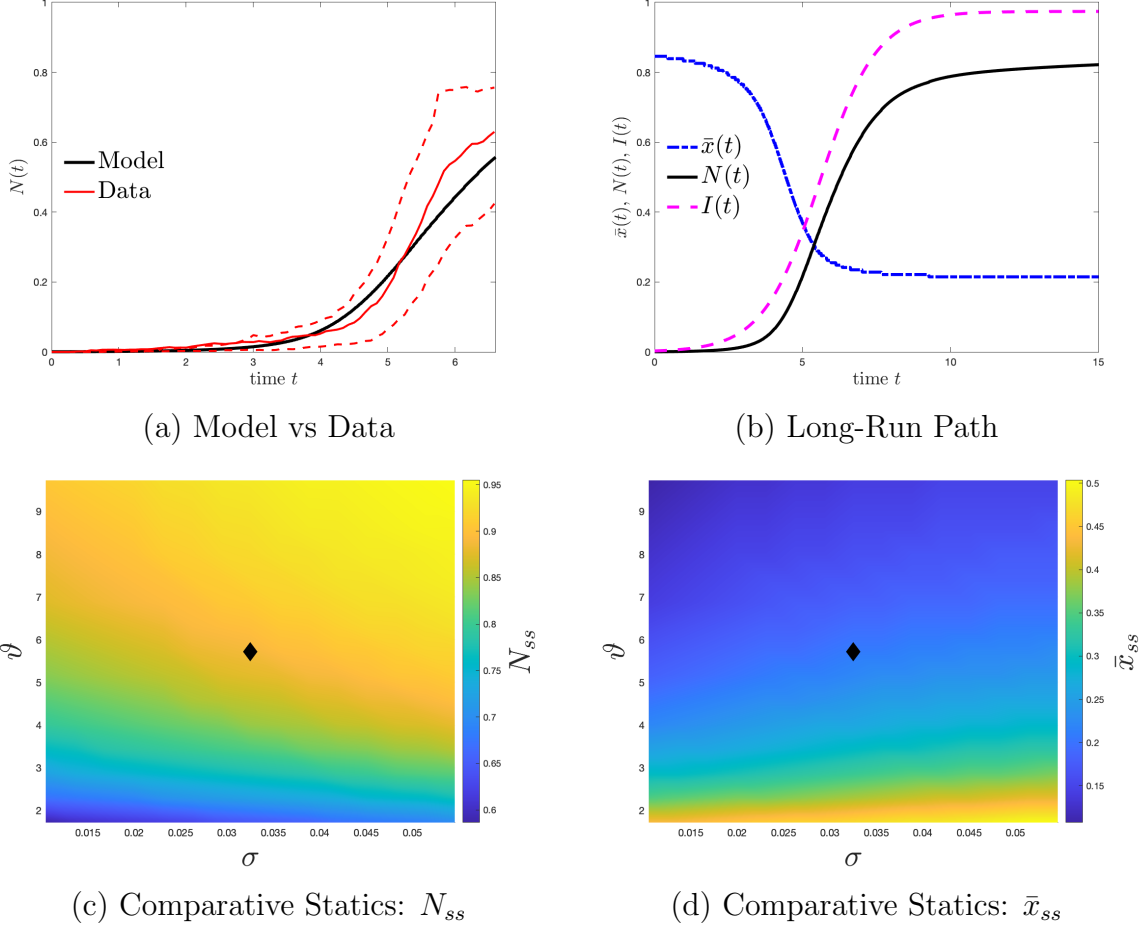 1
0.8
0.6
0.4
0.2
0
N(t)
Model
Data
0 1 2 3 4 5 6
time t
(a) Model vs Data
1
0.8
0.6
0.4
0.2
0
x̄(t), N(t), I(t)
x̄(t)
N(t)
I(t)
0 5 10 15
time t
(b) Long-Run Path
9
8
7
6
5
4
3
2
ϑ
0.015 0.02 0.025 0.03 0.035 0.04 0.045 0.05
σ
0.95
0.9
0.85
0.8
0.75
0.7
0.65
0.6
N_ss
(c) Comparative Statics: N_ss
9
8
7
6
5
4
3
2
ϑ
0.015 0.02 0.025 0.03 0.035 0.04 0.045 0.05
σ
0.5
0.45
0.4
0.35
0.3
0.25
0.2
0.15
x̄_ss
(d) Comparative Statics: x̄_ss